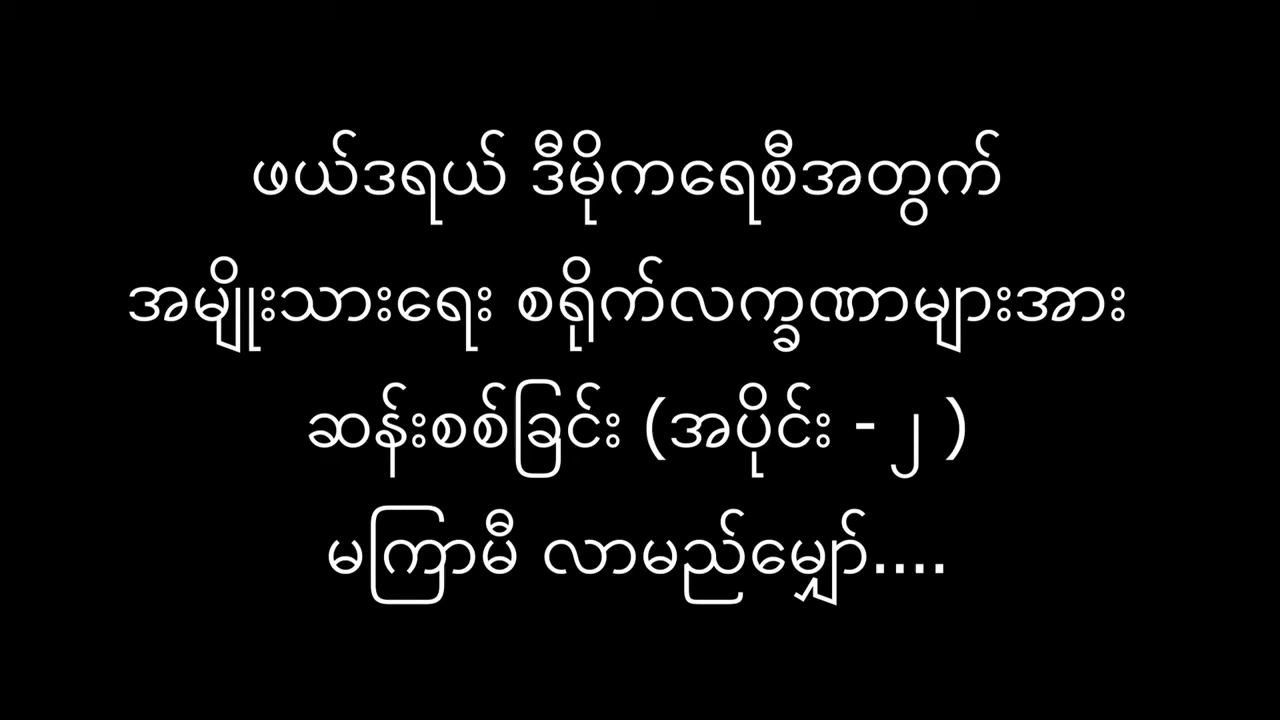 ဖယ်ဒရယ် ဒီမိုကရေစီအတွက်
အမျိုးသားရေး စရိုက်လက္ခဏာများအား
ဆန်းစစ်ခြင်း (အပိုင်း -၂ )
မကြာမီ လာမည်မျှော်....